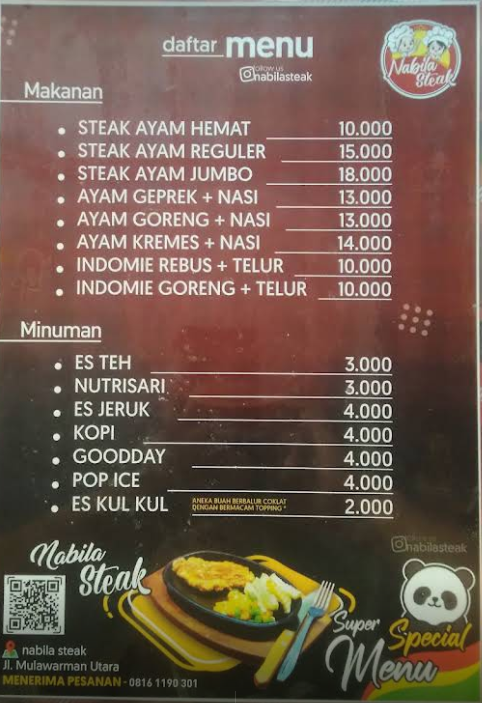 daftar menu
follow us
nabilasteak
Nabila
Steak
Makanan
• STEAK AYAM HEMAT 10.000
• STEAK AYAM REGULER 15.000
• STEAK AYAM JUMBO 18.000
• AYAM GEPREK + NASI 13.000
• AYAM GORENG + NASI 13.000
• AYAM KREMES + NASI 14.000
• INDOMIE REBUS + TELUR 10.000
• INDOMIE GORENG + TELUR 10.000
Minuman
• ES TEH 3.000
• NUTRISARI 3.000
• ES JERUK 4.000
• KOPI 4.000
• GOODDAY 4.000
• POP ICE 4.000
• ES KUL KUL ANEKA BUAH BERBALUR COKLAT 2.000
DENGAN BERMACAM TOPPING *
follow us
nabilasteak
Nabila
Steak
Super Special
Menu
nabila steak
Jl. Mulawarman Utara
MENERIMA PESANAN - 0816 1190 301